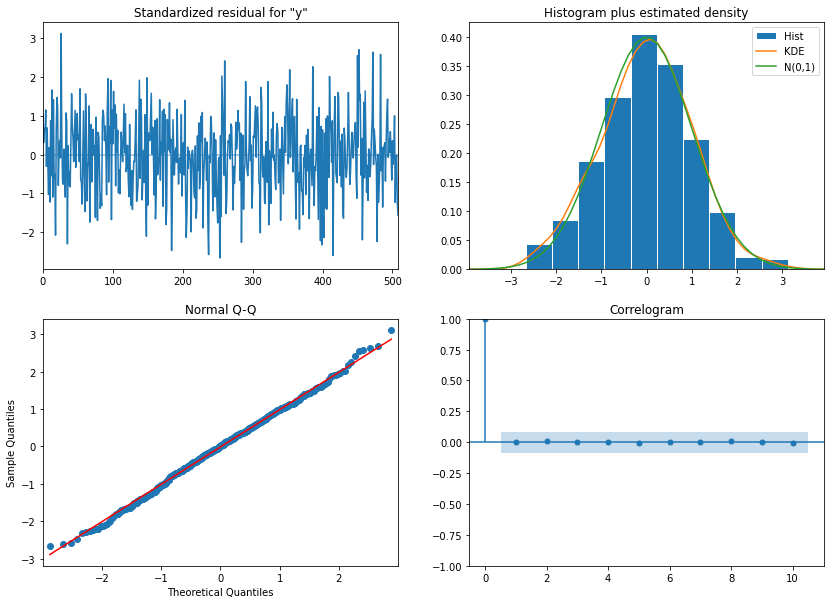 Standardized residual for "y"
3
2
1
0
−1
−2
0 100 200 300 400 500
Histogram plus estimated density
Hist
KDE
N(0,1)
0.40
0.35
0.30
0.25
0.20
0.15
0.10
0.05
0.00
−3 −2 −1 0 1 2 3
Normal Q-Q
Sample Quantiles
3
2
1
0
−1
−2
−3
−2 −1 0 1 2
Theoretical Quantiles
Correlogram
1.00
0.75
0.50
0.25
0.00
−0.25
−0.50
−0.75
−1.00
0 2 4 6 8 10